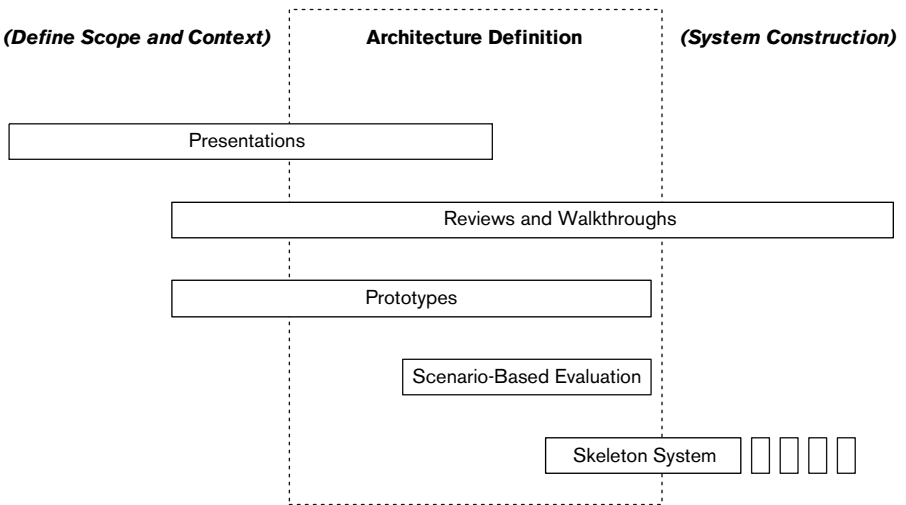 (Define Scope and Context) Architecture Definition (System Construction)
Presentations
Reviews and Walkthroughs
Prototypes
Scenario-Based Evaluation
Skeleton System